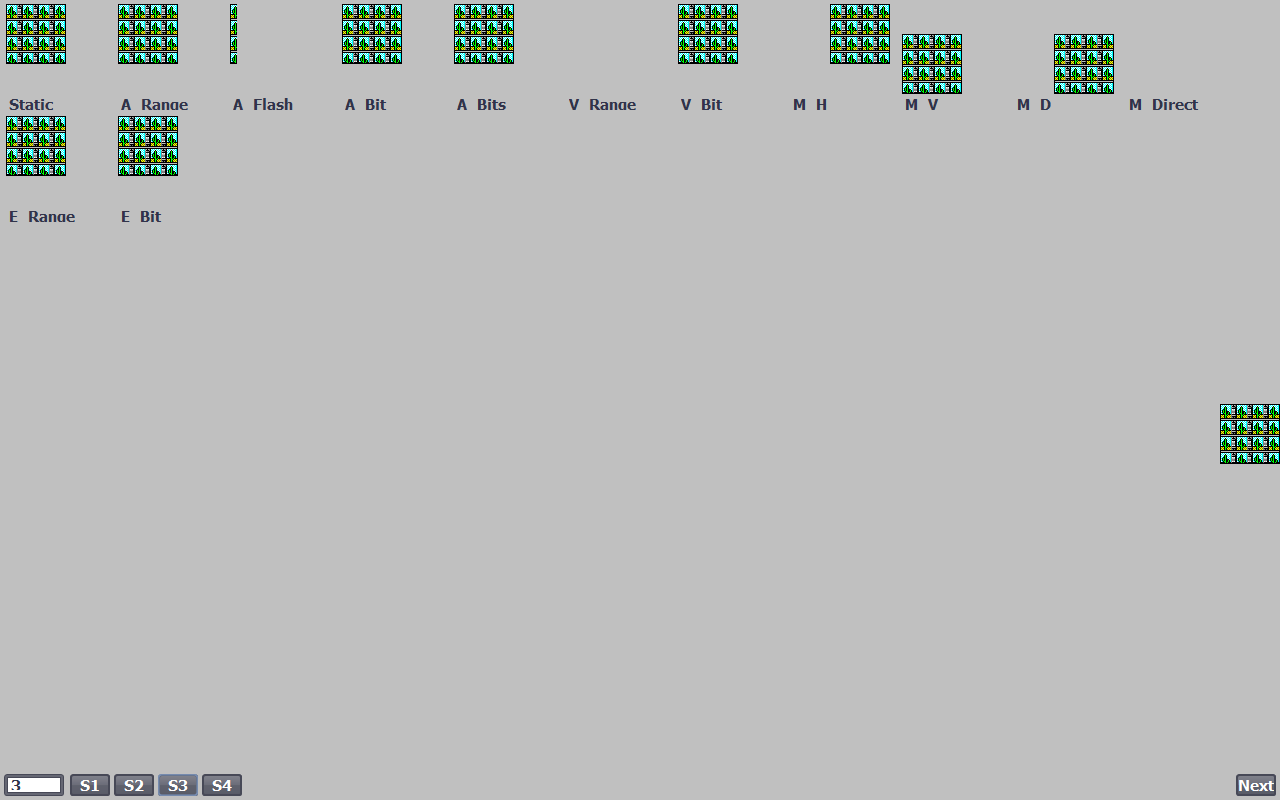 Static A Range A Flash A Bit A Bits V Range V Bit M H M V M D M Direct
E Range E Bit
3 S1 S2 S3 S4 Next